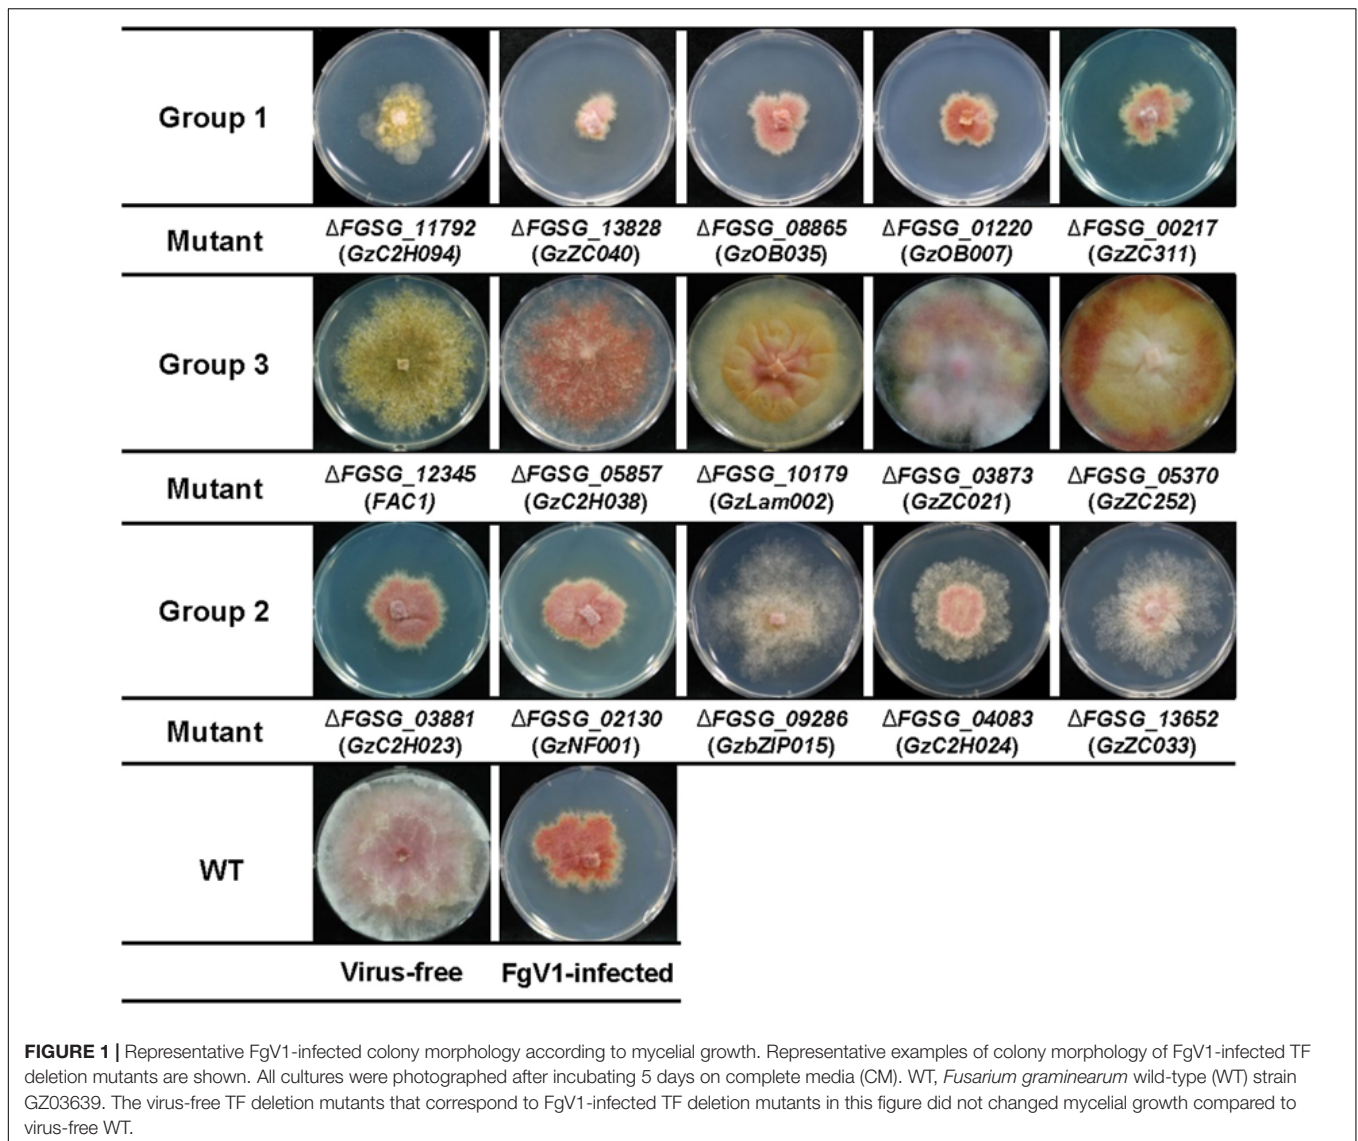 Group 1
Mutant
ΔFGSG_11792 ΔFGSG_13828 ΔFGSG_08865 ΔFGSG_01220 ΔFGSG_00217
(GzC2H094) (GzZC040) (GzOB035) (GzOB007) (GzZC311)
Group 3
Mutant
ΔFGSG_12345 ΔFGSG_05857 ΔFGSG_10179 ΔFGSG_03873 ΔFGSG_05370
(FAC1) (GzC2H038) (GzLam002) (GzZC021) (GzZC252)
Group 2
Mutant
ΔFGSG_03881 ΔFGSG_02130 ΔFGSG_09286 ΔFGSG_04083 ΔFGSG_13652
(GzC2H023) (GzNF001) (GzbZIP015) (GzC2H024) (GzZC033)
WT
Virus-free FgV1-infected
FIGURE 1 | Representative FgV1-infected colony morphology according to mycelial growth. Representative examples of colony morphology of FgV1-infected TF
deletion mutants are shown. All cultures were photographed after incubating 5 days on complete media (CM). WT, Fusarium graminearum wild-type (WT) strain
GZ03639. The virus-free TF deletion mutants that correspond to FgV1-infected TF deletion mutants in this figure did not changed mycelial growth compared to
virus-free WT.